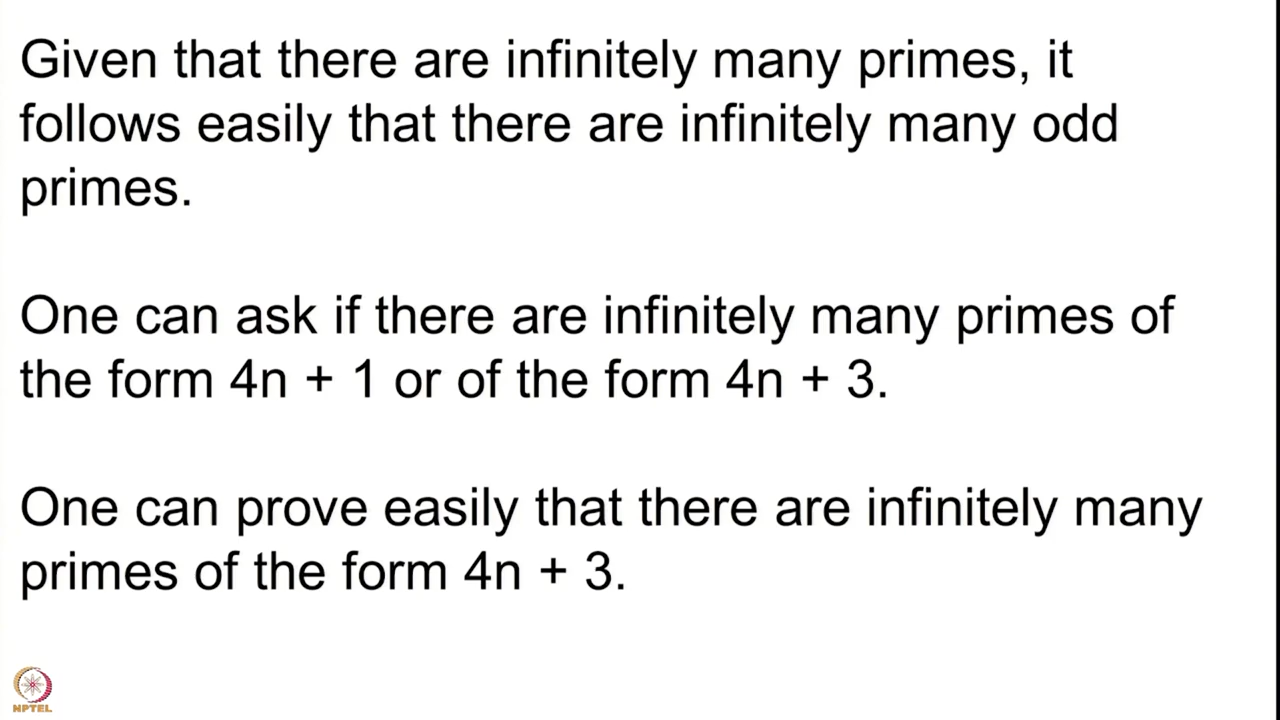 Given that there are infinitely many primes, it
follows easily that there are infinitely many odd
primes.
One can ask if there are infinitely many primes of
the form 4n + 1 or of the form 4n + 3.
One can prove easily that there are infinitely many
primes of the form 4n + 3.
NPTEL